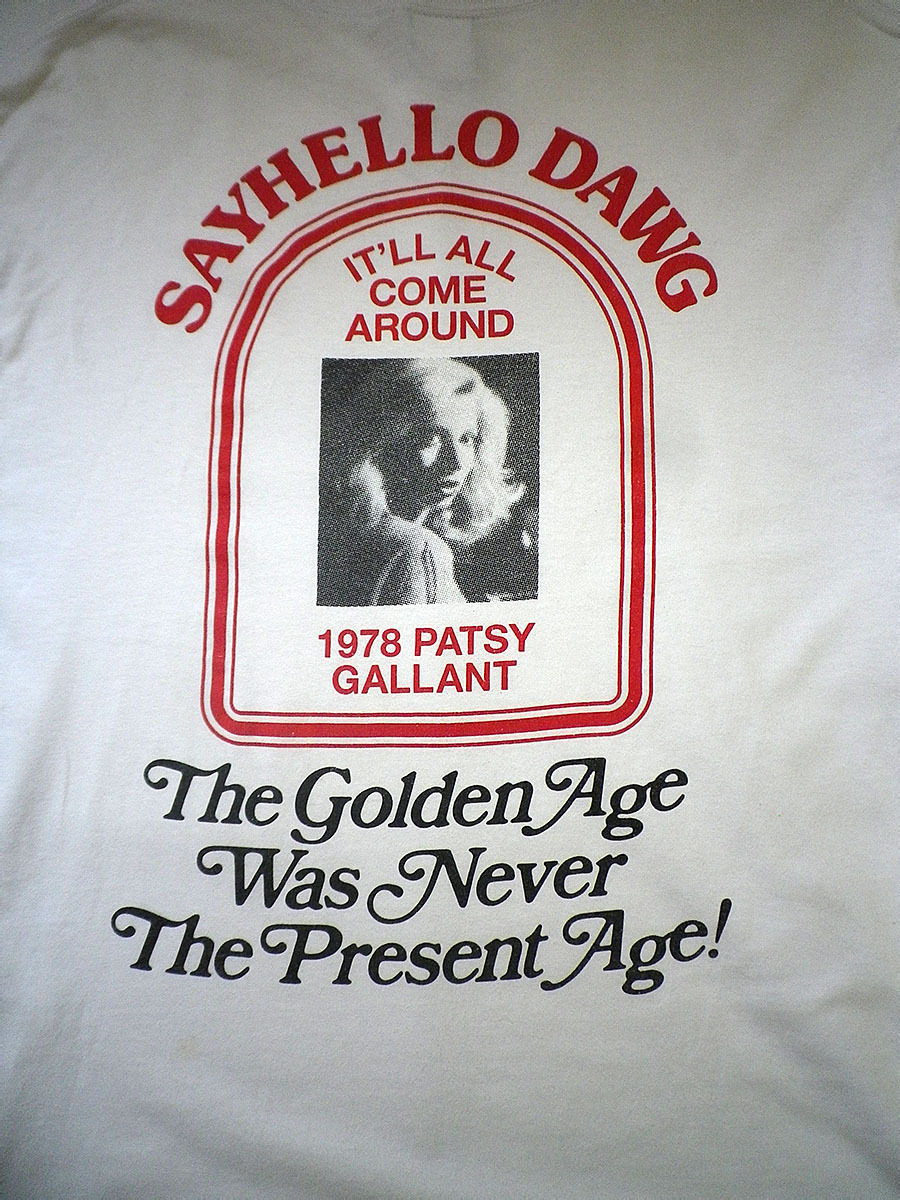 SAYHELLO DAWG
IT'LL ALL
COME
AROUND
1978 PATSY
GALLANT
The Golden Age
Was Never
The Present Age!